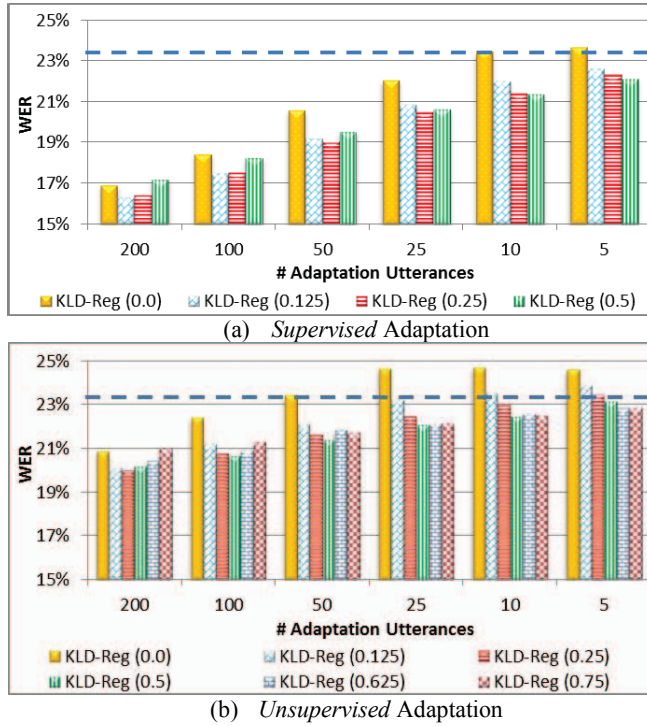 25%
23%
21%
19%
17%
15%
WER
200 100 50 25 10 5
# Adaptation Utterances
KLD-Reg (0.0) KLD-Reg (0.125) KLD-Reg (0.25) KLD-Reg (0.5)
(a) Supervised Adaptation
25%
23%
21%
19%
17%
15%
WER
200 100 50 25 10 5
# Adaptation Utterances
KLD-Reg (0.0) KLD-Reg (0.125) KLD-Reg (0.25)
KLD-Reg (0.5) KLD-Reg (0.625) KLD-Reg (0.75)
(b) Unsupervised Adaptation